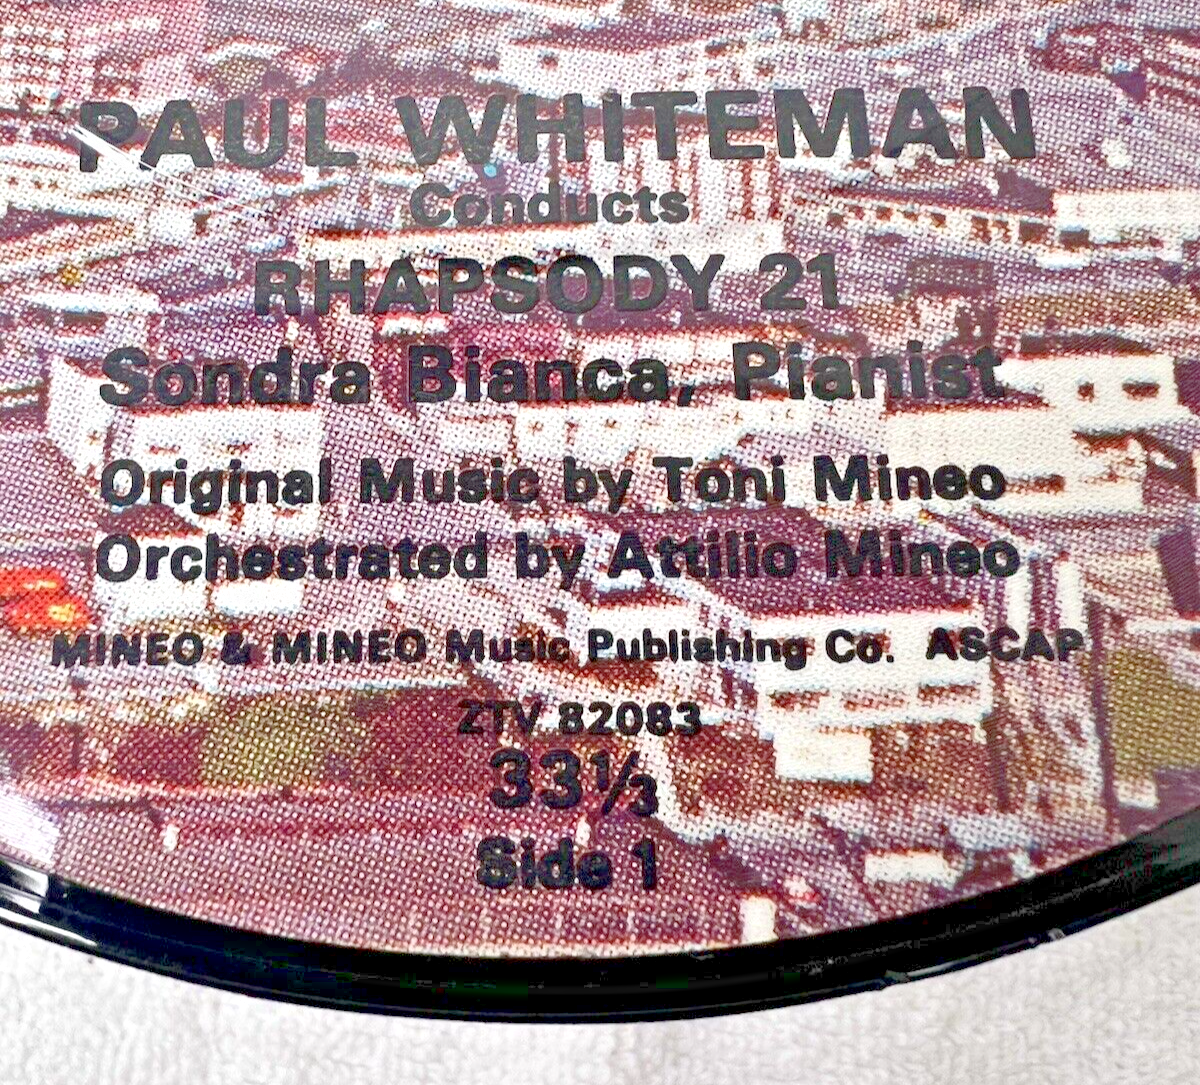 PAUL WHITEMAN
Conducts
RHAPSODY 21
Sondra Bianca, Pianist
Original Music by Toni Mineo
Orchestrated by Attilio Mineo
MINEO & MINEO Music Publishing Co. ASCAP
ZTV 82083
33⅓
Side 1